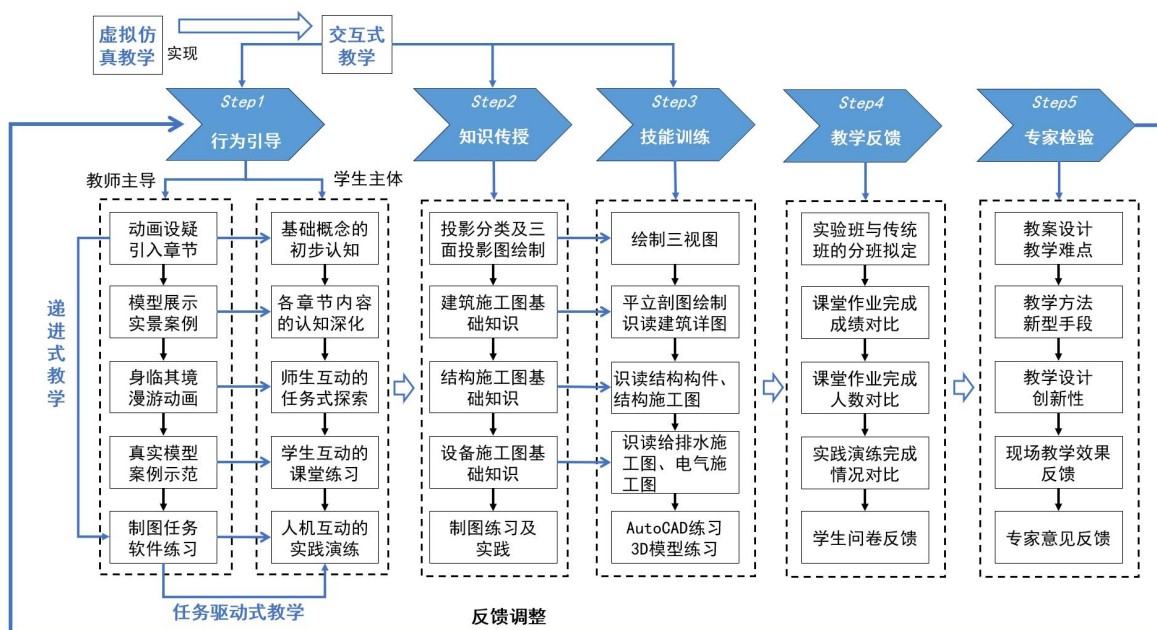 虚拟仿
真教学
实现
交互式
教学
Step1
行为引导
Step2
知识传授
Step3
技能训练
Step4
教学反馈
Step5
专家检验
教师主导
学生主体
递进式教学
动画设疑
引入章节
模型展示
实景案例
身临其境
漫游动画
真实模型
案例示范
制图任务
软件练习
基础概念的
初步认知
各章节内容
的认知深化
师生互动的
任务式探索
学生互动的
课堂练习
人机互动的
实践演练
任务驱动式教学
投影分类及三
面投影图绘制
建筑施工图基
础知识
结构施工图基
础知识
设备施工图基
础知识
制图练习及
实践
绘制三视图
平立剖图绘制
识读建筑详图
识读结构构件、
结构施工图
识读给排水施
工图、电气施
工图
AutoCAD练习
3D模型练习
实验班与传统
班的分班拟定
课堂作业完成
成绩对比
课堂作业完成
人数对比
实践演练完成
情况对比
学生问卷反馈
教案设计
教学难点
教学方法
新型手段
教学设计
创新性
现场教学效果
反馈
专家意见反馈
反馈调整